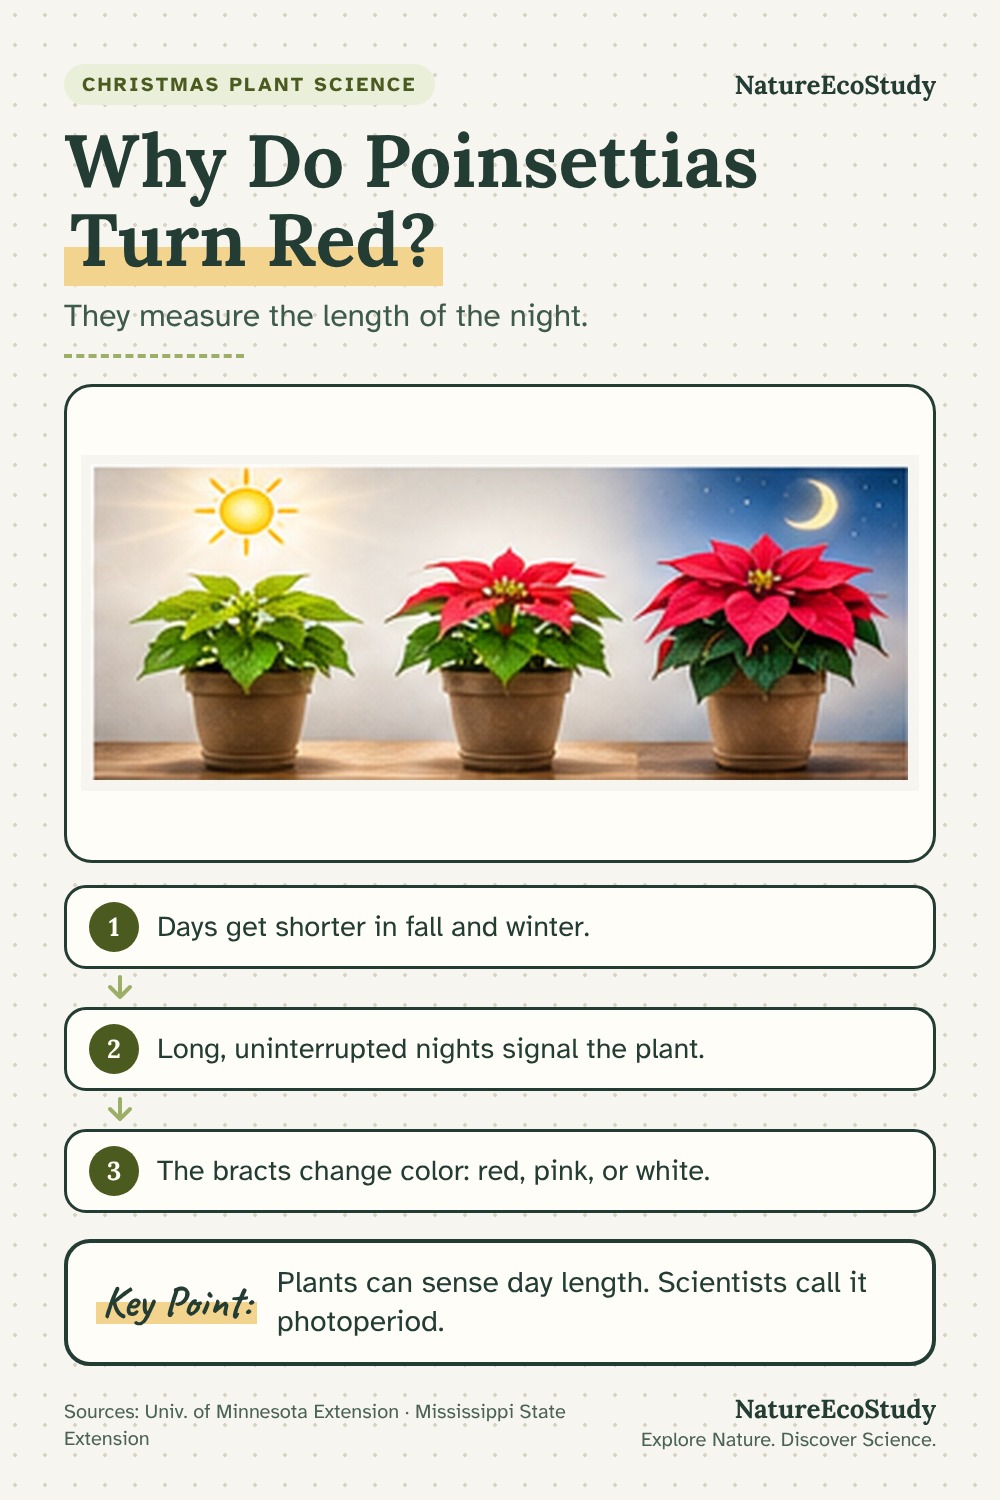 CHRISTMAS PLANT SCIENCE
NatureEcoStudy
Why Do Poinsettias
Turn Red?
They measure the length of the night.
1 Days get shorter in fall and winter.
2 Long, uninterrupted nights signal the plant.
3 The bracts change color: red, pink, or white.
Key Point: Plants can sense day length. Scientists call it
photoperiod.
Sources: Univ. of Minnesota Extension · Mississippi State
Extension
NatureEcoStudy
Explore Nature. Discover Science.